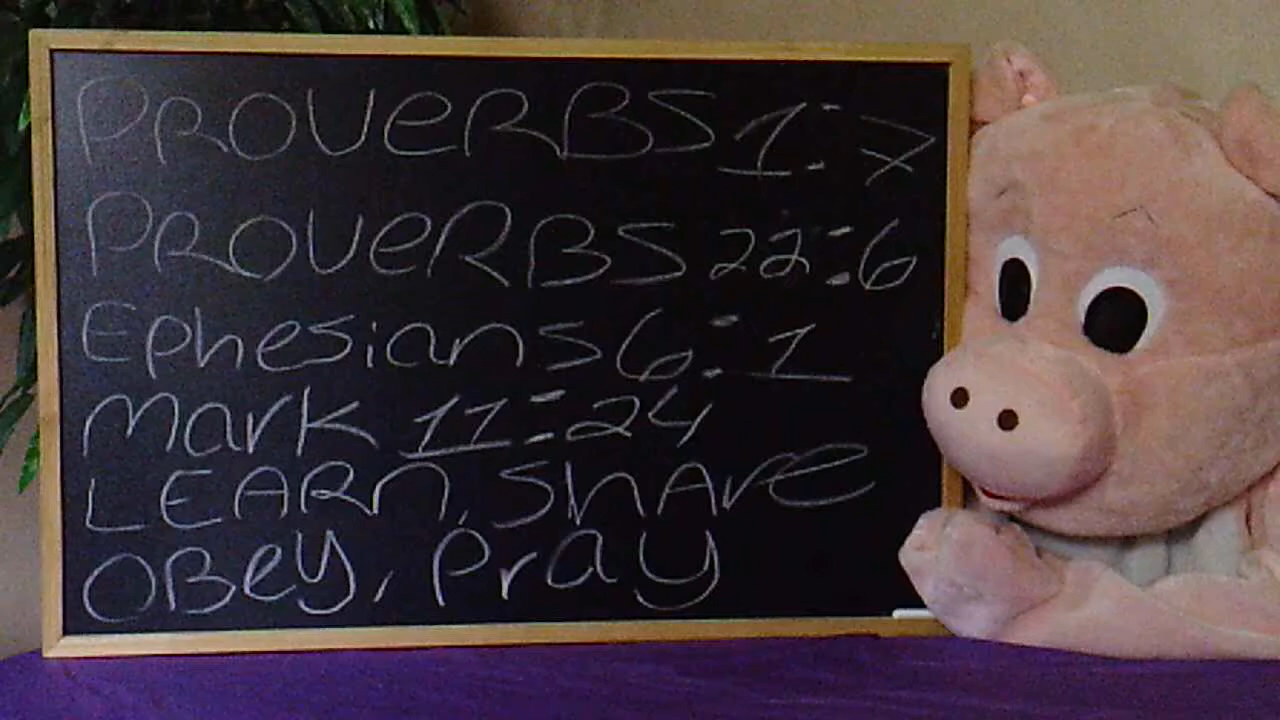 PROVeRBS 1:7
PROVeRBS 22:6
Ephesians 6:1
Mark 11:24
LEARn, ShAre
OBey, Pray